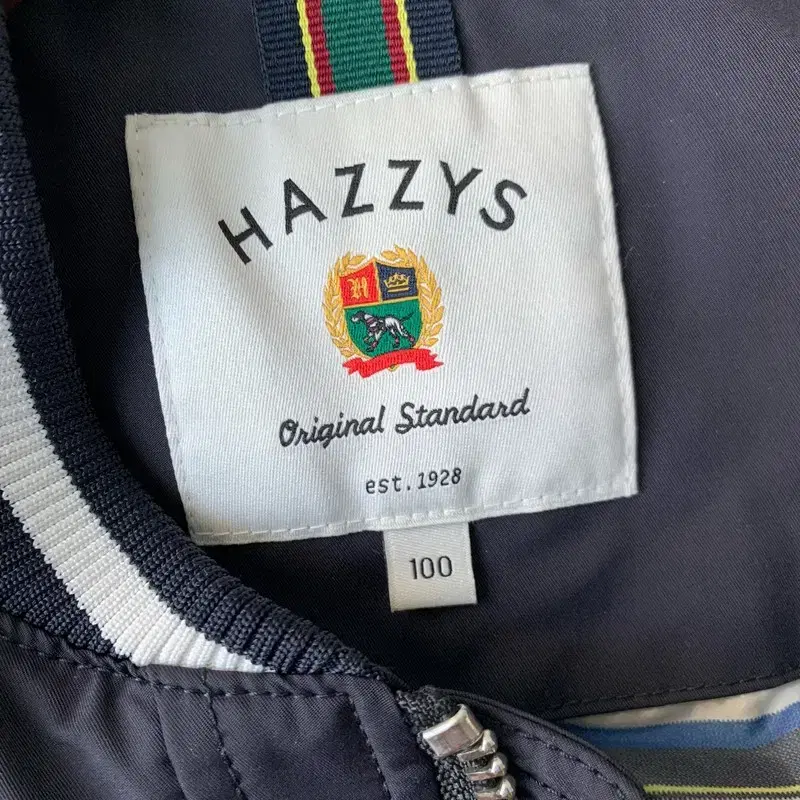 HAZZYS
H
Original Standard
est. 1928
100